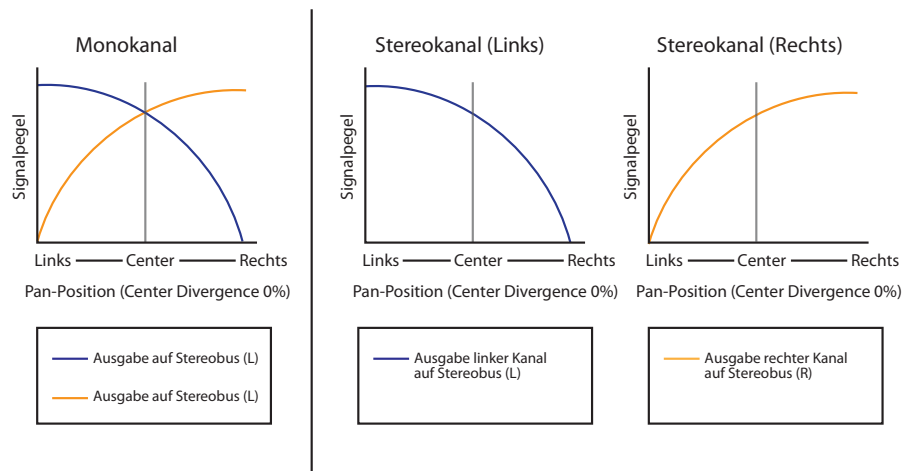 Monokanal
Signalpegel
Links Center Rechts
Pan-Position (Center Divergence 0%)
Ausgabe auf Stereobus (L)
Ausgabe auf Stereobus (L)
Stereokanal (Links)
Signalpegel
Links Center Rechts
Pan-Position (Center Divergence 0%)
Ausgabe linker Kanal
auf Stereobus (L)
Stereokanal (Rechts)
Signalpegel
Links Center Rechts
Pan-Position (Center Divergence 0%)
Ausgabe rechter Kanal
auf Stereobus (R)